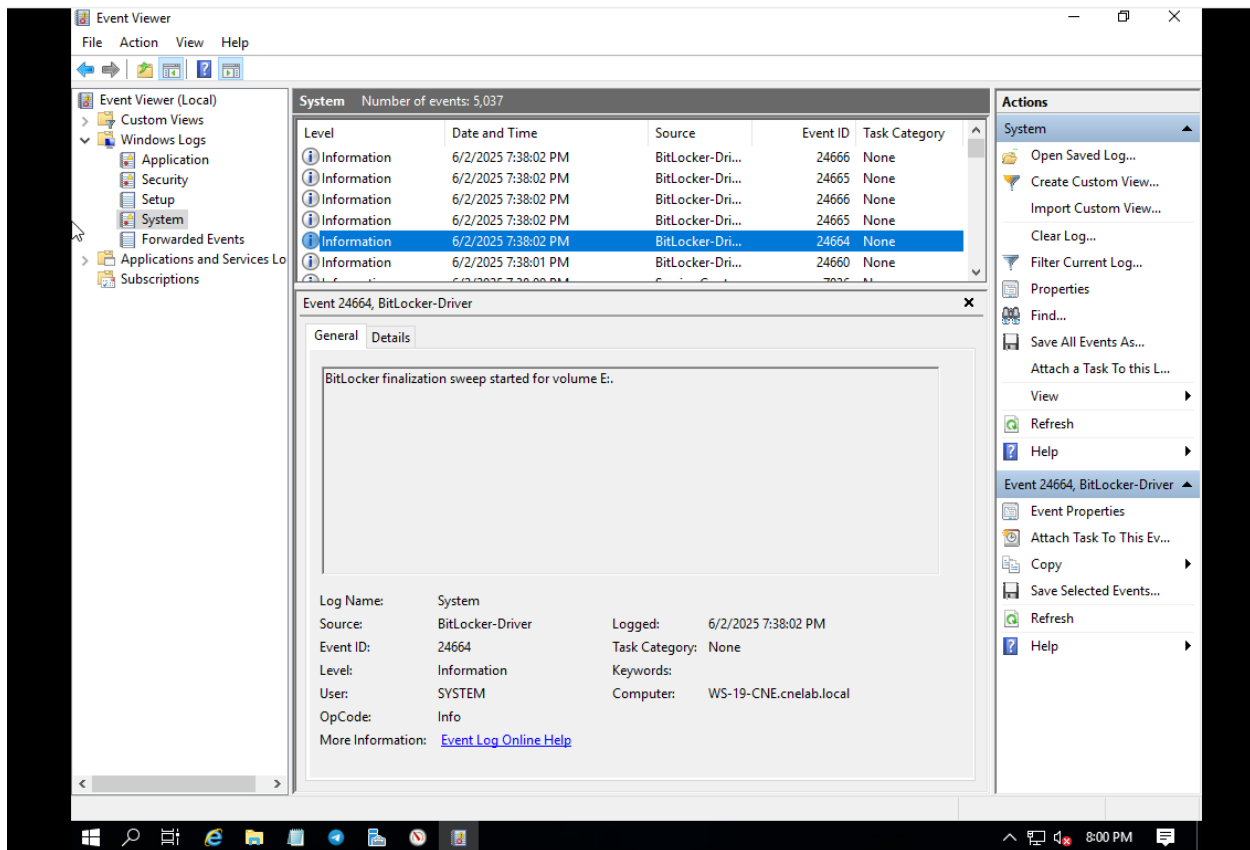 Event Viewer
File Action View Help
Event Viewer (Local)
Custom Views
Windows Logs
Application
Security
Setup
System
Forwarded Events
Applications and Services Lo
Subscriptions
System Number of events: 5,037
Level Date and Time Source Event ID Task Category
Information 6/2/2025 7:38:02 PM BitLocker-Dri... 24666 None
Information 6/2/2025 7:38:02 PM BitLocker-Dri... 24665 None
Information 6/2/2025 7:38:02 PM BitLocker-Dri... 24666 None
Information 6/2/2025 7:38:02 PM BitLocker-Dri... 24665 None
Information 6/2/2025 7:38:02 PM BitLocker-Dri... 24664 None
Information 6/2/2025 7:38:01 PM BitLocker-Dri... 24660 None
Event 24664, BitLocker-Driver
General Details
BitLocker finalization sweep started for volume E:.
Log Name: System
Source: BitLocker-Driver Logged: 6/2/2025 7:38:02 PM
Event ID: 24664 Task Category: None
Level: Information Keywords:
User: SYSTEM Computer: WS-19-CNE.cnelab.local
OpCode: Info
More Information: Event Log Online Help
Actions
System
Open Saved Log...
Create Custom View...
Import Custom View...
Clear Log...
Filter Current Log...
Properties
Find...
Save All Events As...
Attach a Task To this L...
View
Refresh
Help
Event 24664, BitLocker-Driver
Event Properties
Attach Task To This Ev...
Copy
Save Selected Events...
Refresh
Help
8:00 PM